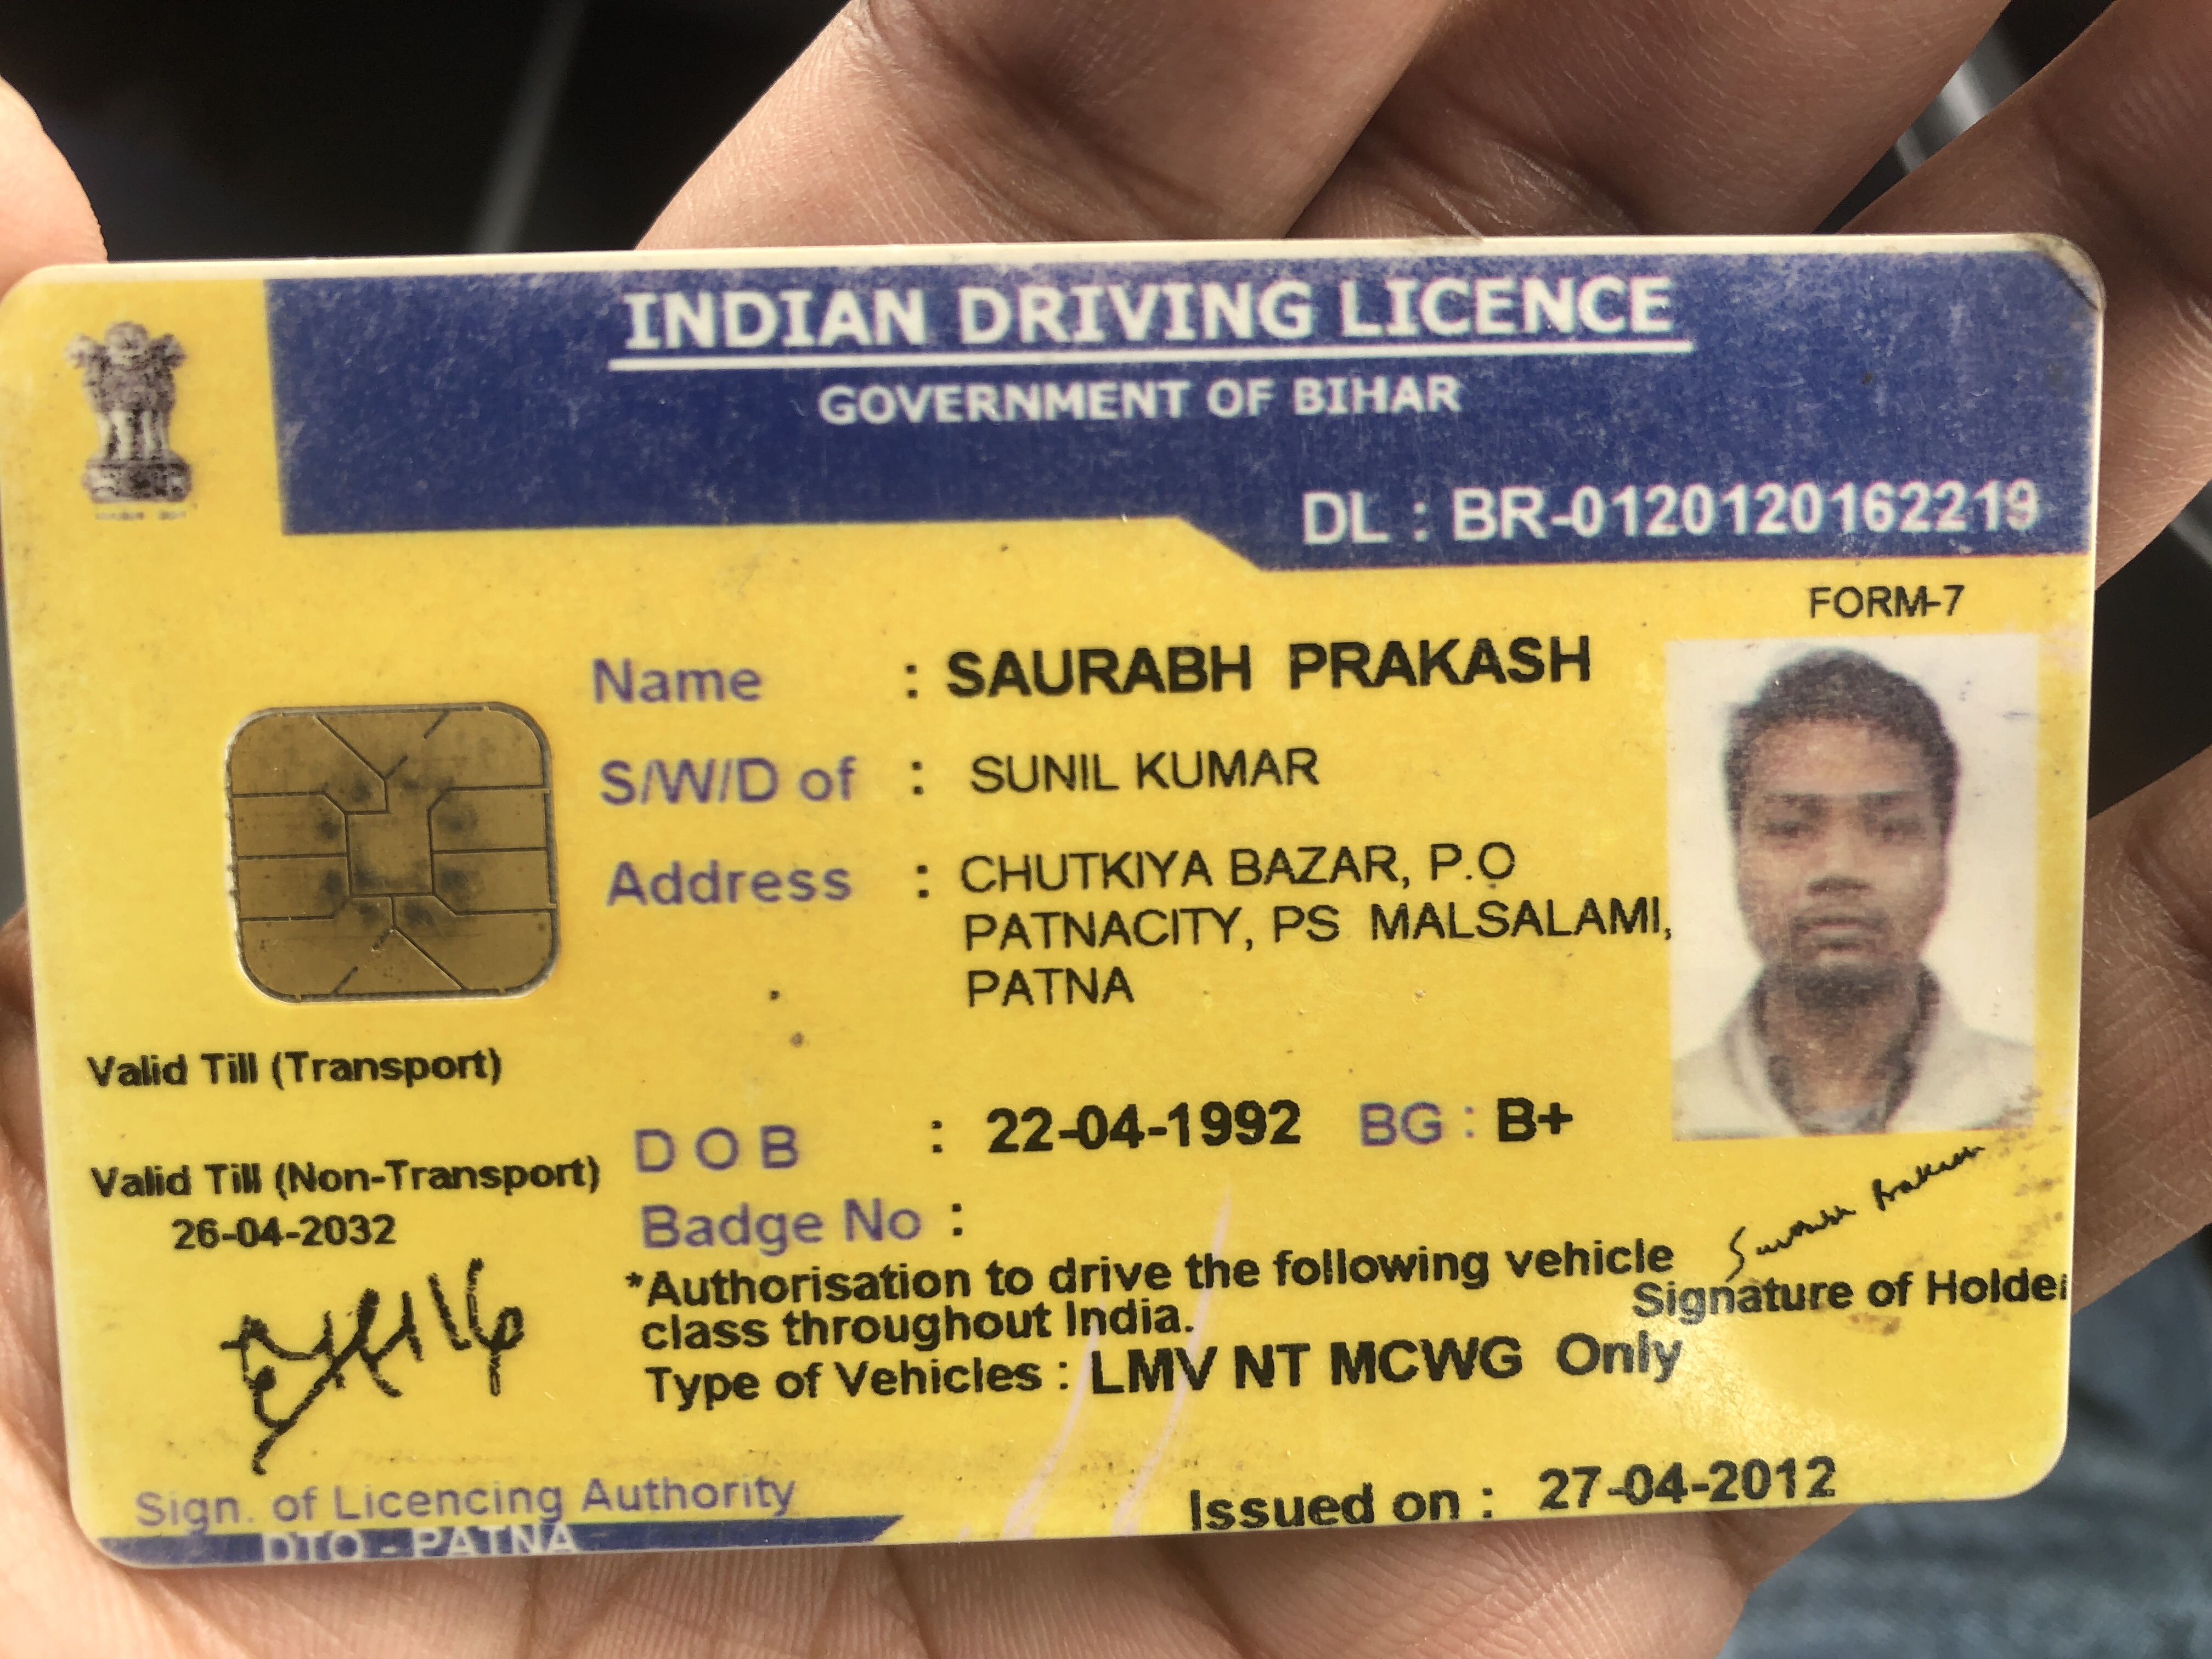 INDIAN DRIVING LICENCE
GOVERNMENT OF BIHAR
DL : BR-0120120162219
FORM-7
Name : SAURABH PRAKASH
S/W/D of : SUNIL KUMAR
Address : CHUTKIYA BAZAR, P.O
PATNACITY, PS MALSALAMI,
PATNA
Valid Till (Transport)
Valid Till (Non-Transport)
26-04-2032
D O B : 22-04-1992 BG : B+
Badge No :
*Authorisation to drive the following vehicle
class throughout India.
Type of Vehicles : LMV NT MCWG Only
Signature of Holder
Sign. of Licencing Authority
DTO - PATNA
Issued on : 27-04-2012